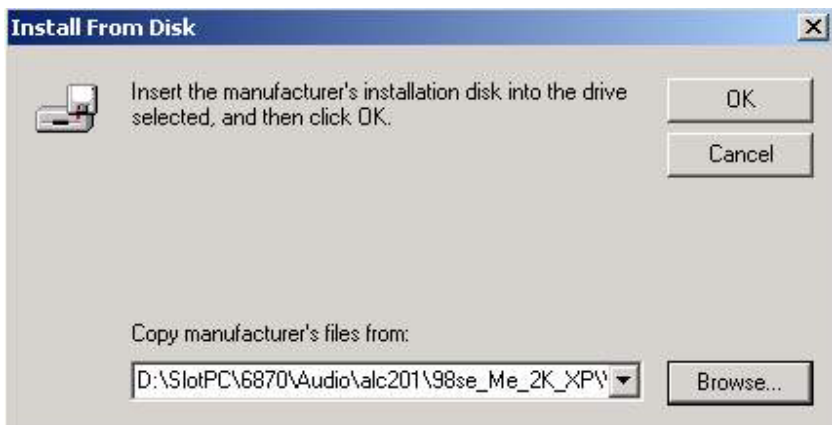 Install From Disk
Insert the manufacturer's installation disk into the drive
selected, and then click OK.
OK
Cancel
Copy manufacturer's files from:
D:\SlotPC\6870\Audio\alc201\98se_Me_2K_XP\
Browse...